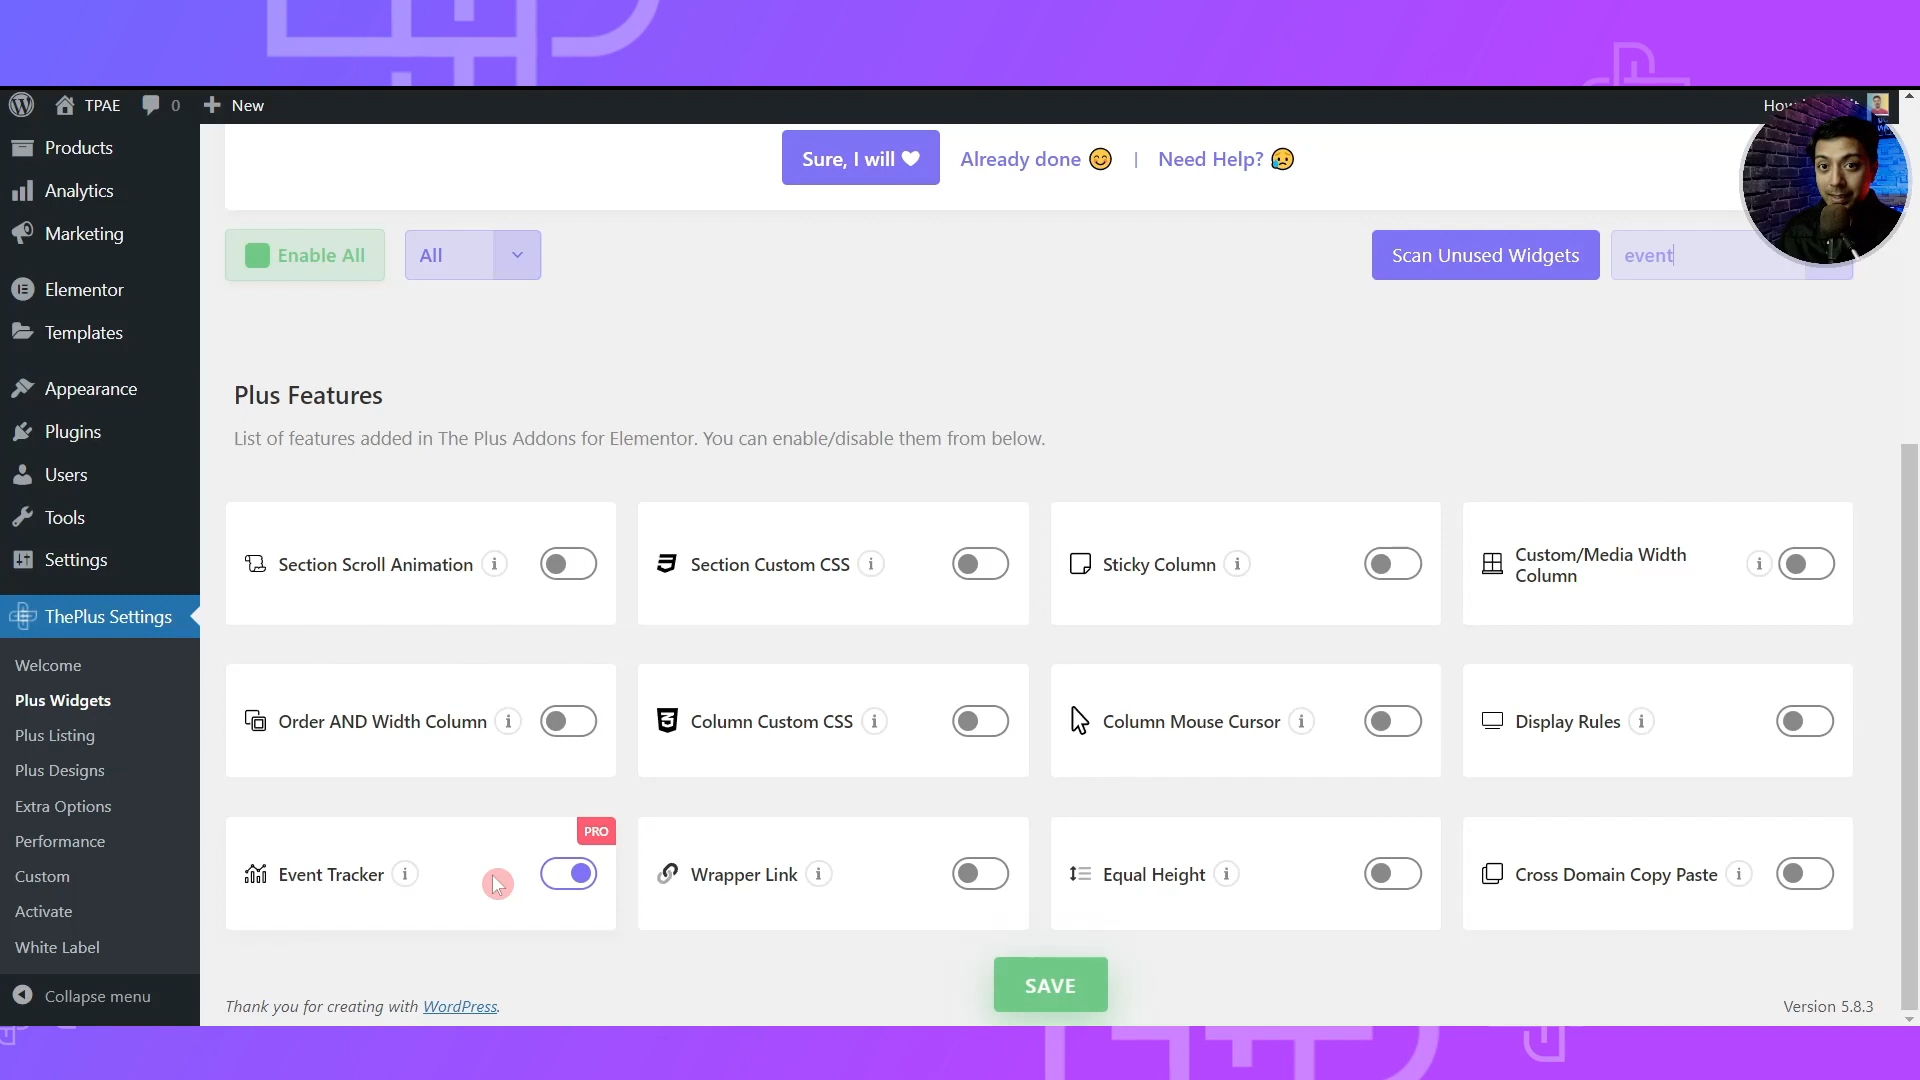 TPAE 0 New
Products
Analytics
Marketing
Elementor
Templates
Appearance
Plugins
Users
Tools
Settings
ThePlus Settings
Welcome
Plus Widgets
Plus Listing
Plus Designs
Extra Options
Performance
Custom
Activate
White Label
Collapse menu
Sure, I will Already done | Need Help?
Enable All All Scan Unused Widgets event
Plus Features
List of features added in The Plus Addons for Elementor. You can enable/disable them from below.
Section Scroll Animation i
Section Custom CSS i
Sticky Column i
Custom/Media Width
Column i
Order AND Width Column i
Column Custom CSS i
Column Mouse Cursor i
Display Rules i
PRO
Event Tracker i
Wrapper Link i
Equal Height i
Cross Domain Copy Paste i
SAVE
Thank you for creating with WordPress.
Version 5.8.3